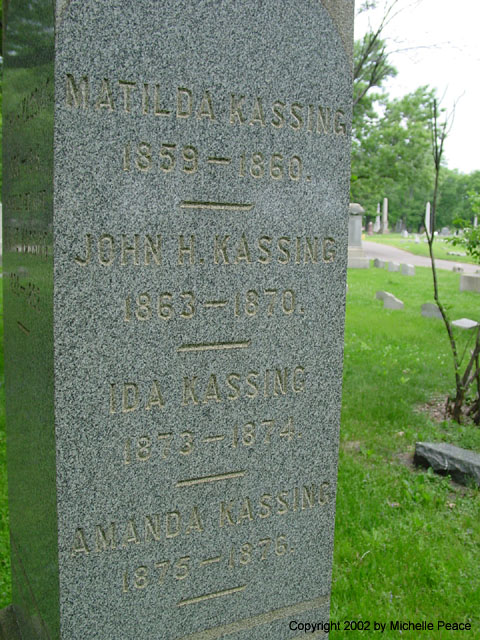 MATILDA KASSING
1859–1860.
JOHN H. KASSING
1863–1870.
IDA KASSING
1873–1874.
AMANDA KASSING
1875–1876.
Copyright 2002 by Michelle Peace